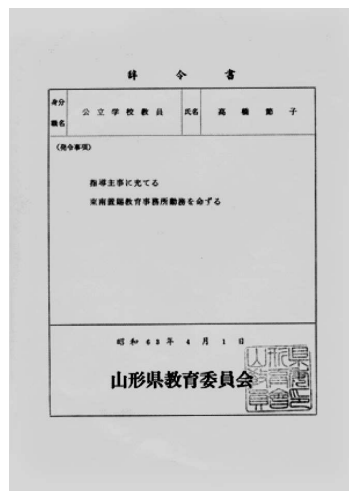 辞令書
身分
職名
公立学校教員
氏名
高橋節子
(発令事項)
指導主事に充てる
東南置賜教育事務所勤務を命ずる
昭和63年4月1日
山形県教育委員会